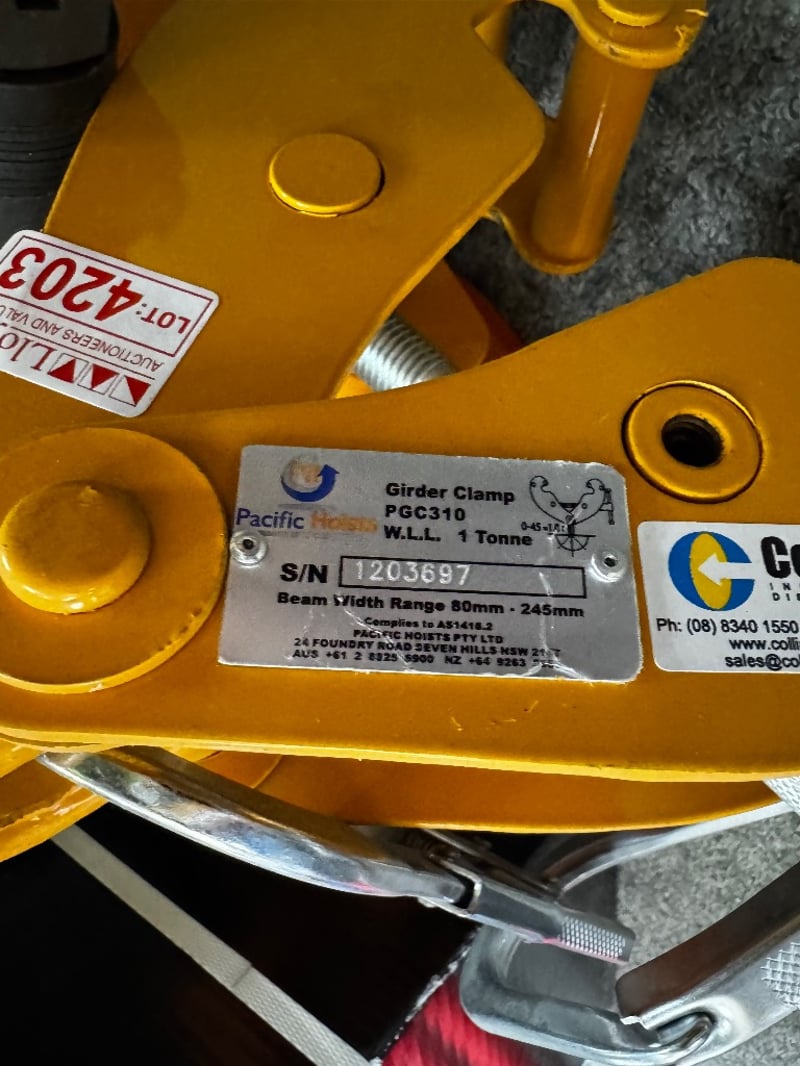 LOT: 4203
AUCTIONEERS AND
Pacific Hoists
Girder Clamp
PGC310
W.L.L. 1 Tonne
S/N 1203697
Beam Width Range 80mm - 245mm
Complies to AS1418.2
PACIFIC HOISTS PTY LTD
24 FOUNDRY ROAD SEVEN HILLS NSW
AUS +61 2 8825 6900 NZ +64 9263
Ph: (08) 8340 1550